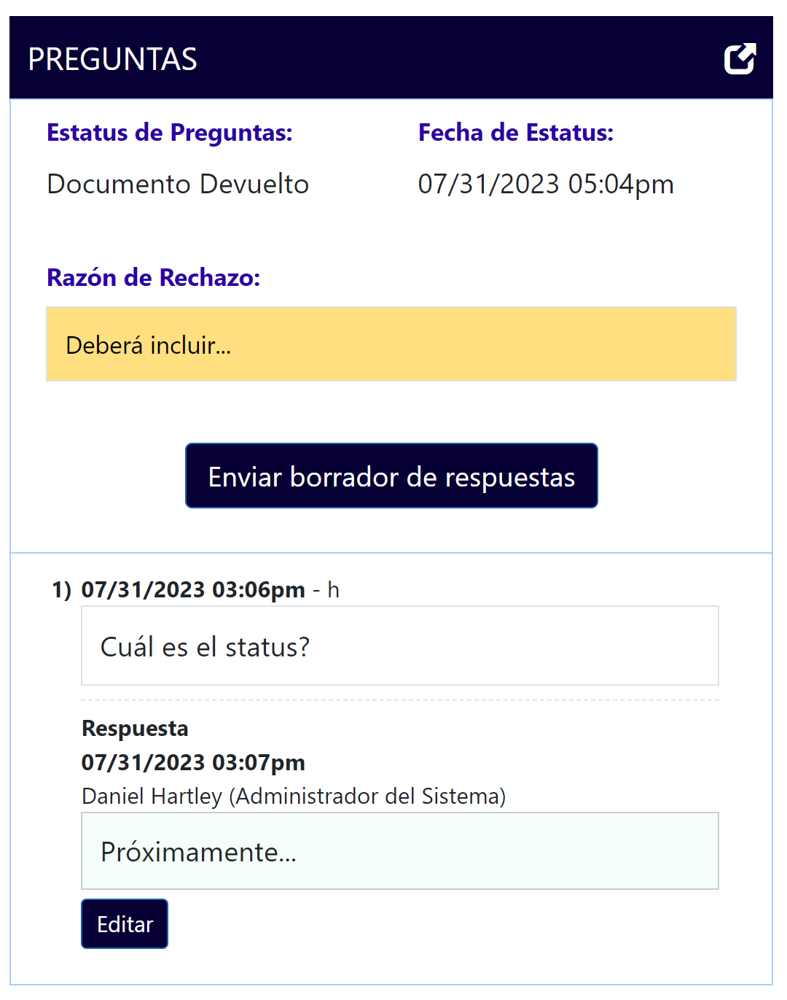 PREGUNTAS
Estatus de Preguntas:
Fecha de Estatus:
Documento Devuelto
07/31/2023 05:04pm
Razón de Rechazo:
Deberá incluir...
Enviar borrador de respuestas
1) 07/31/2023 03:06pm - h
Cuál es el status?
Respuesta
07/31/2023 03:07pm
Daniel Hartley (Administrador del Sistema)
Próximamente...
Editar